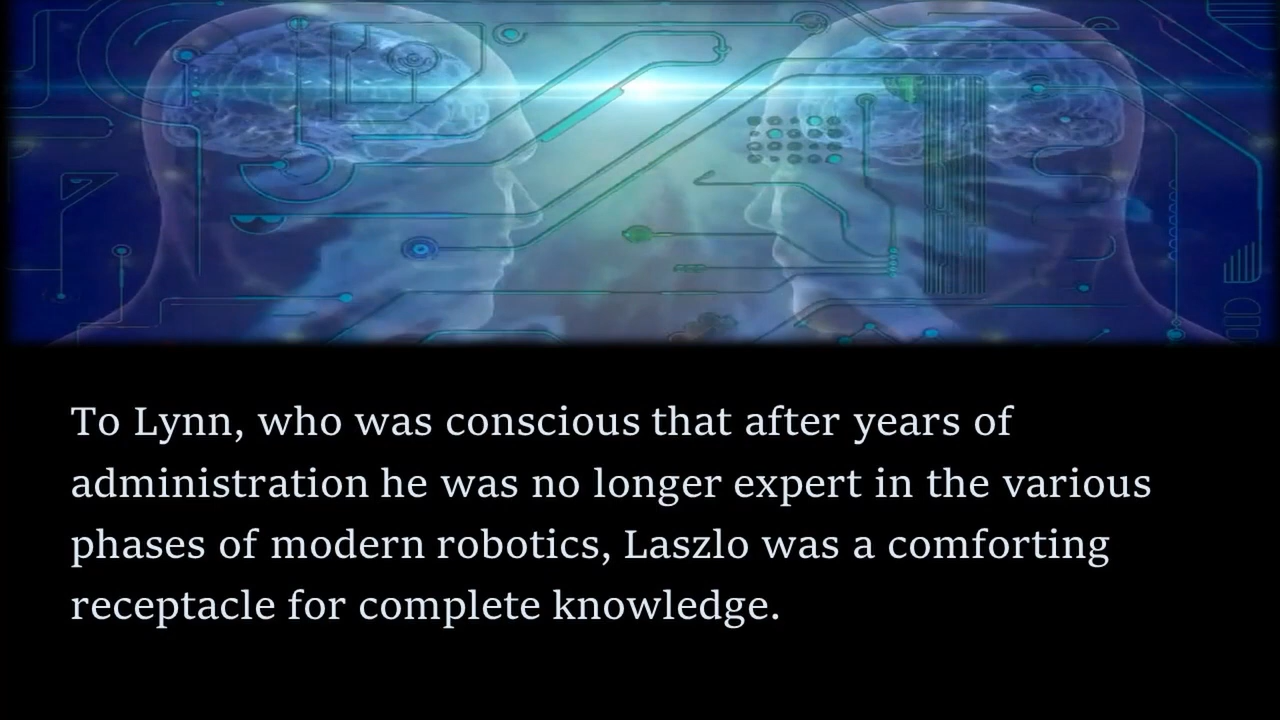 To Lynn, who was conscious that after years of
administration he was no longer expert in the various
phases of modern robotics, Laszlo was a comforting
receptacle for complete knowledge.